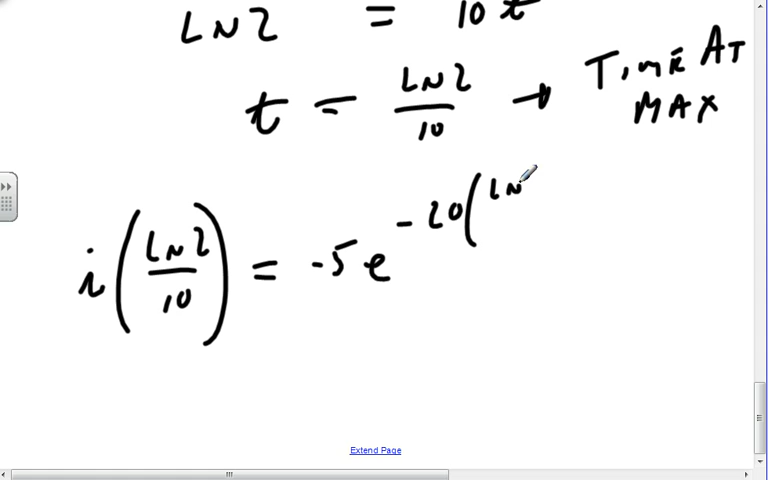 LN2 = 10t
t = LN2/10 → TIME AT MAX
i(LN2/10) = -5e^-20(LN
Extend Page